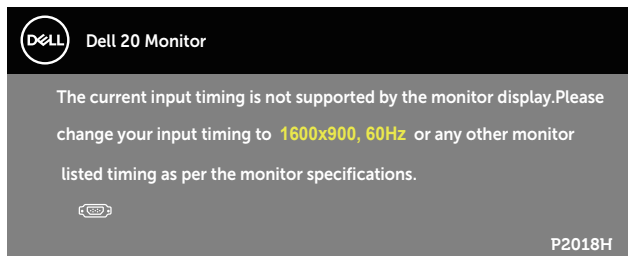 DELL Dell 20 Monitor
The current input timing is not supported by the monitor display.Please
change your input timing to 1600x900, 60Hz or any other monitor
listed timing as per the monitor specifications.
P2018H